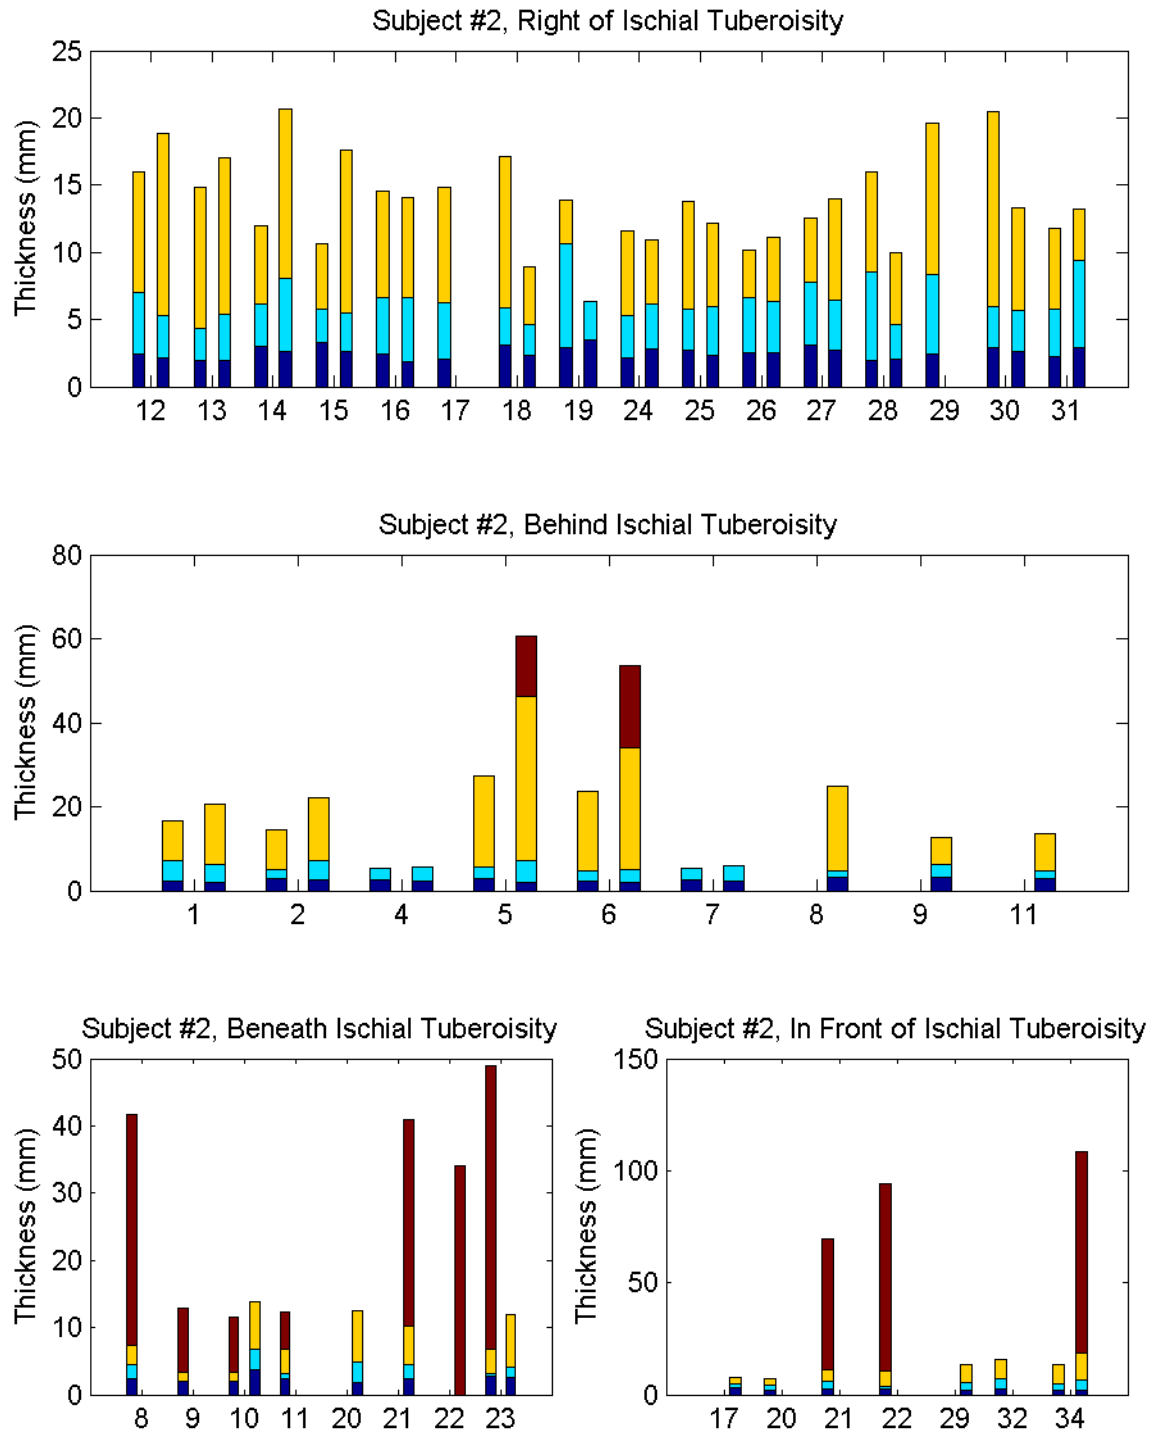 Subject #2, Right of Ischial Tuberoisity
Thickness (mm)
25
20
15
10
5
0
12 13 14 15 16 17 18 19 24 25 26 27 28 29 30 31
Subject #2, Behind Ischial Tuberoisity
Thickness (mm)
80
60
40
20
0
1 2 4 5 6 7 8 9 11
Subject #2, Beneath Ischial Tuberoisity
Thickness (mm)
50
40
30
20
10
0
8 9 10 11 20 21 22 23
Subject #2, In Front of Ischial Tuberoisity
Thickness (mm)
150
100
50
0
17 20 21 22 29 32 34